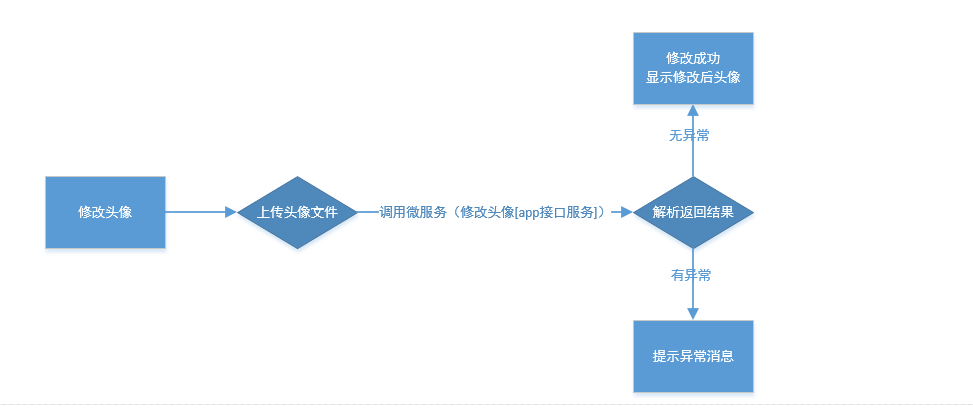 修改成功
显示修改后头像
无异常
修改头像
上传头像文件
调用微服务（修改头像[app接口服务]）
解析返回结果
有异常
提示异常消息